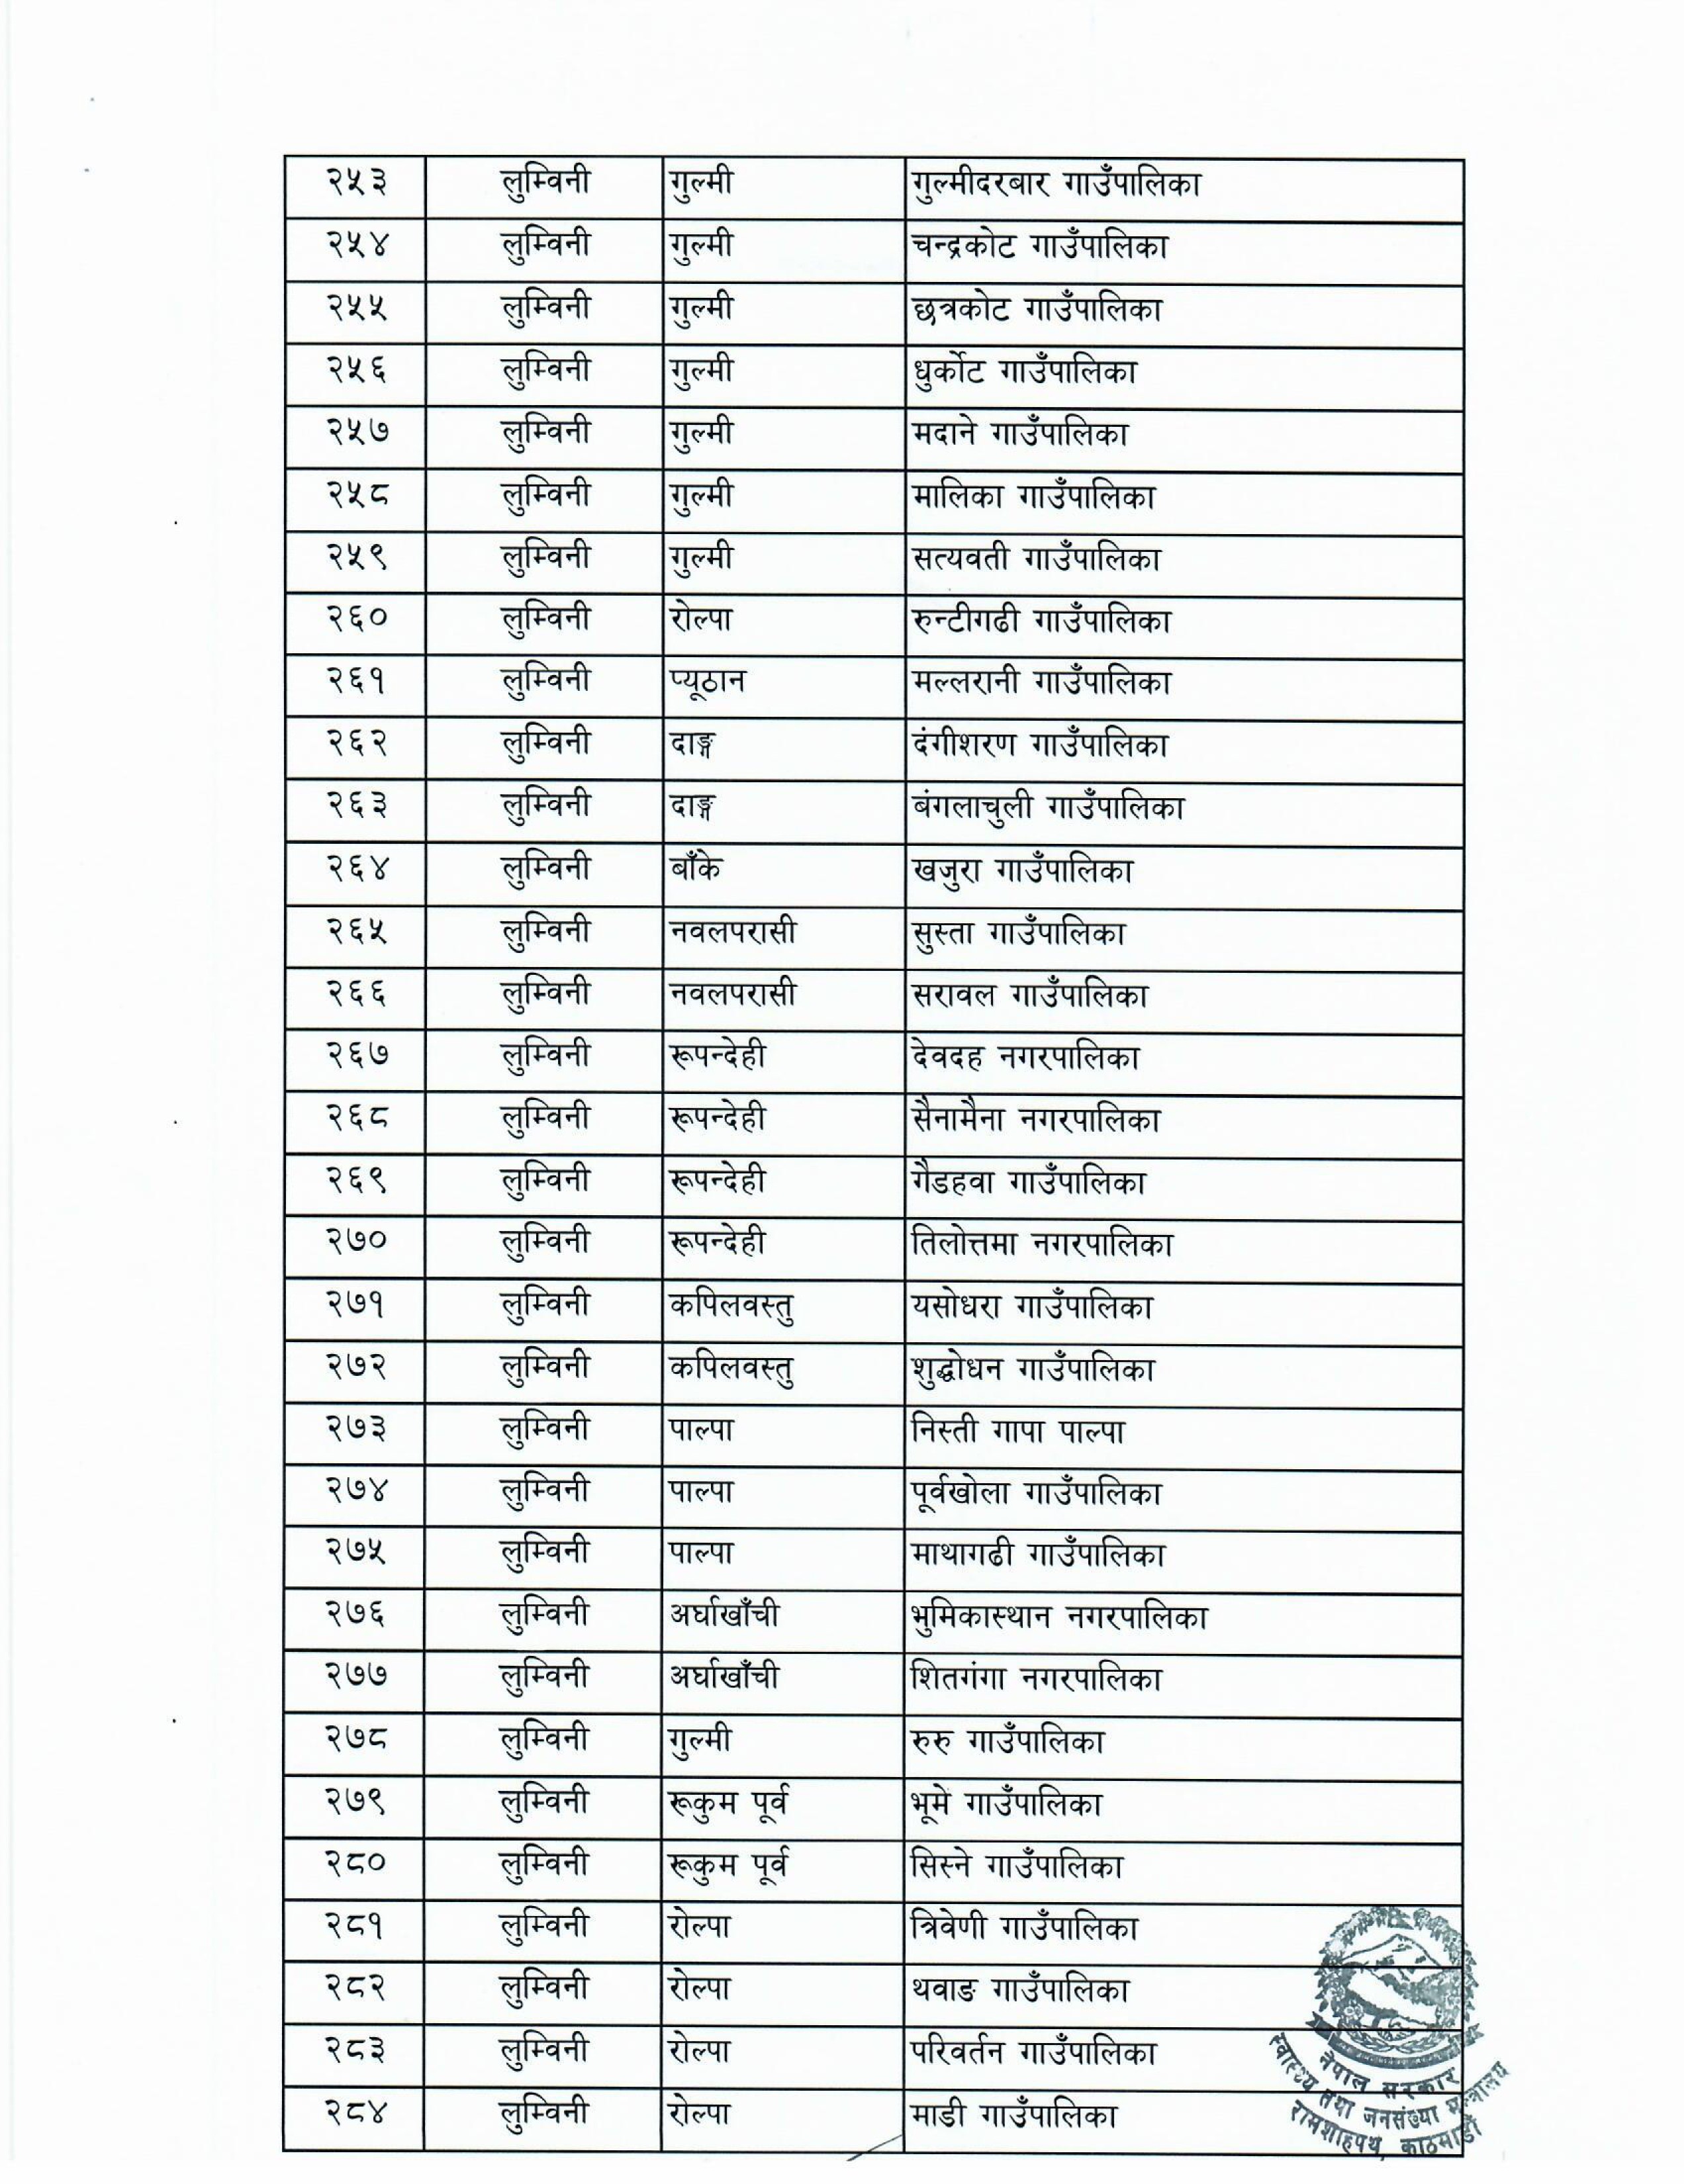 २५३ लुम्विनी गुल्मी गुल्मीदरबार गाउँपालिका
२५४ लुम्विनी गुल्मी चन्द्रकोट गाउँपालिका
२५५ लुम्विनी गुल्मी छत्रकोट गाउँपालिका
२५६ लुम्विनी गुल्मी धुर्कोट गाउँपालिका
२५७ लुम्विनी गुल्मी मदाने गाउँपालिका
२५८ लुम्विनी गुल्मी मालिका गाउँपालिका
२५९ लुम्विनी गुल्मी सत्यवती गाउँपालिका
२६० लुम्विनी रोल्पा रुन्टीगढी गाउँपालिका
२६१ लुम्विनी प्यूठान मल्लरानी गाउँपालिका
२६२ लुम्विनी दाङ्ग दंगीशरण गाउँपालिका
२६३ लुम्विनी दाङ्ग बंगलाचुली गाउँपालिका
२६४ लुम्विनी बाँके खजुरा गाउँपालिका
२६५ लुम्विनी नवलपरासी सुस्ता गाउँपालिका
२६६ लुम्विनी नवलपरासी सरावल गाउँपालिका
२६७ लुम्विनी रूपन्देही देवदह नगरपालिका
२६८ लुम्विनी रूपन्देही सैनामैना नगरपालिका
२६९ लुम्विनी रूपन्देही गैडहवा गाउँपालिका
२७० लुम्विनी रूपन्देही तिलोत्तमा नगरपालिका
२७१ लुम्विनी कपिलवस्तु यसोधरा गाउँपालिका
२७२ लुम्विनी कपिलवस्तु शुद्धोधन गाउँपालिका
२७३ लुम्विनी पाल्पा निस्ती गापा पाल्पा
२७४ लुम्विनी पाल्पा पूर्वखोला गाउँपालिका
२७५ लुम्विनी पाल्पा माथागढी गाउँपालिका
२७६ लुम्विनी अर्घाखाँची भुमिकास्थान नगरपालिका
२७७ लुम्विनी अर्घाखाँची शितगंगा नगरपालिका
२७८ लुम्विनी गुल्मी रुरु गाउँपालिका
२७९ लुम्विनी रूकुम पूर्व भूमे गाउँपालिका
२८० लुम्विनी रूकुम पूर्व सिस्ने गाउँपालिका
२८१ लुम्विनी रोल्पा त्रिवेणी गाउँपालिका
२८२ लुम्विनी रोल्पा थवाङ गाउँपालिका
२८३ लुम्विनी रोल्पा परिवर्तन गाउँपालिका
२८४ लुम्विनी रोल्पा माडी गाउँपालिका
नेपाल सरकार
स्वास्थ्य तथा जनसंख्या मन्त्रालय
रामशाहपथ, काठमाडौं